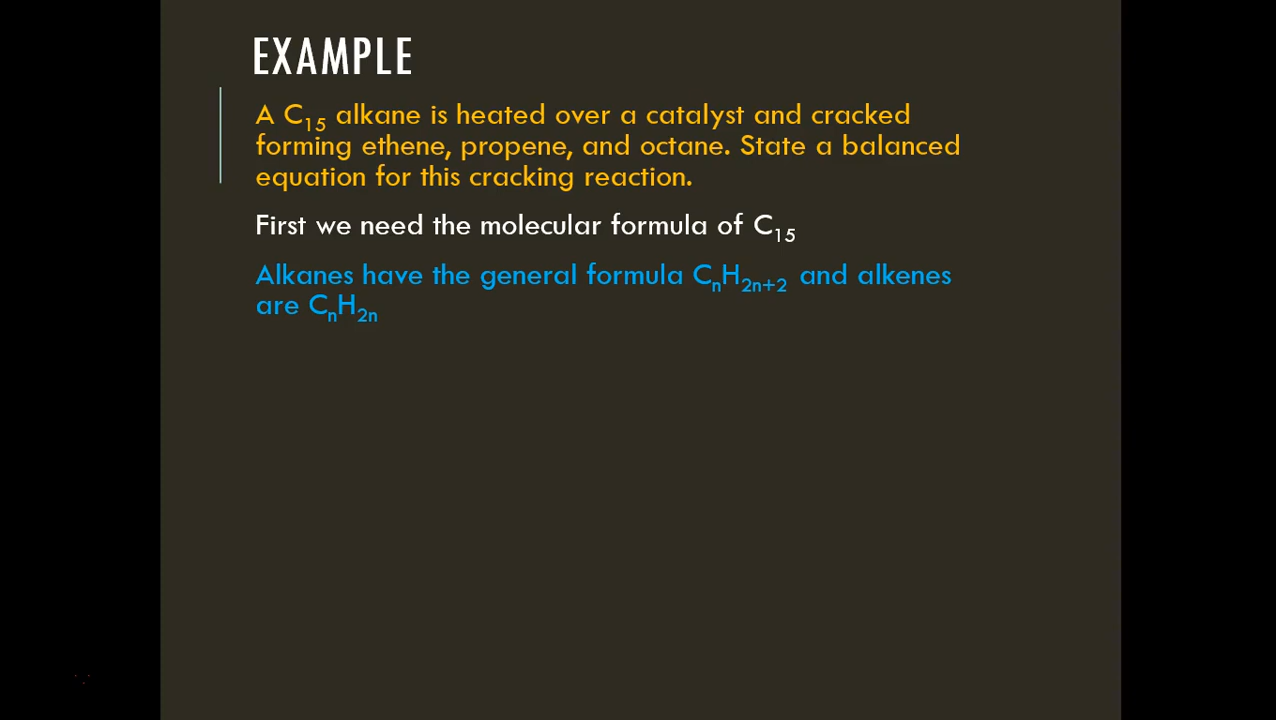 EXAMPLE
A C₁₅ alkane is heated over a catalyst and cracked
forming ethene, propene, and octane. State a balanced
equation for this cracking reaction.
First we need the molecular formula of C₁₅
Alkanes have the general formula CₙH₂ₙ₊₂ and alkenes
are CₙH₂ₙ